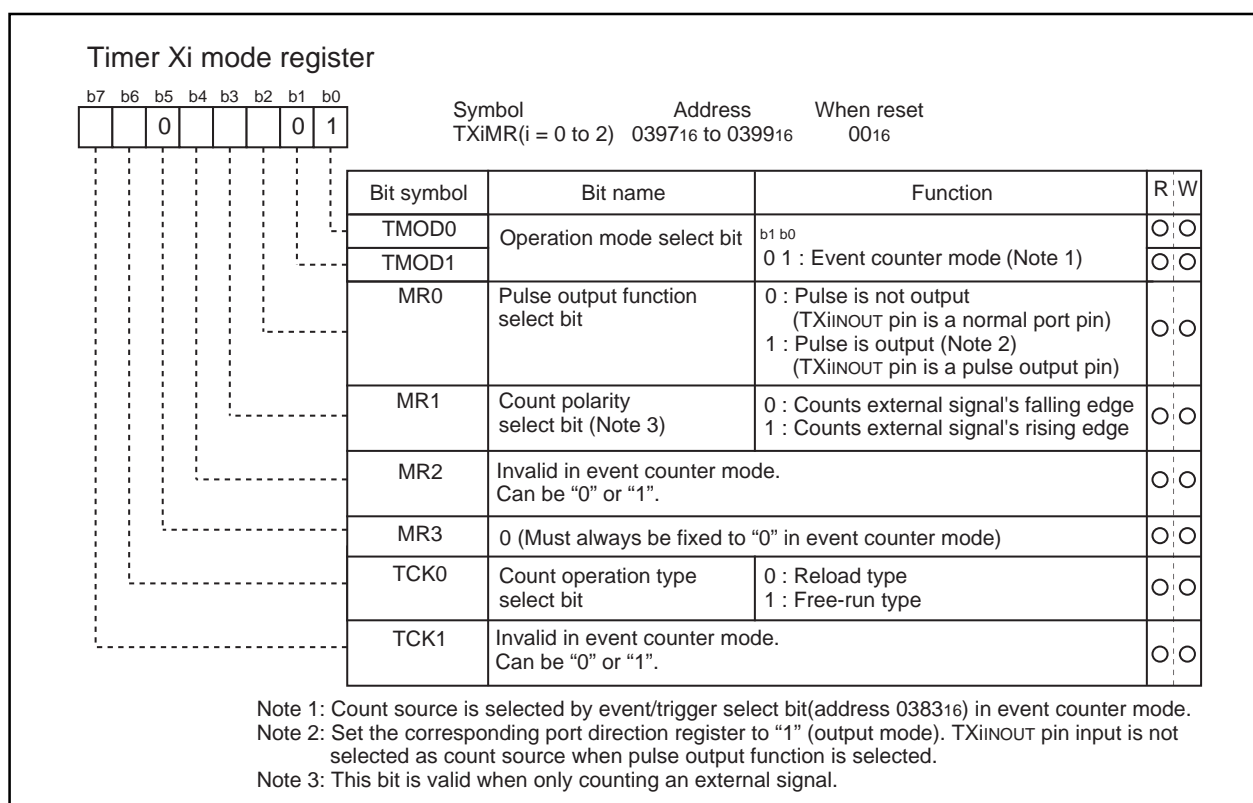 Timer Xi mode register
b7 b6 b5 b4 b3 b2 b1 b0
0 0 1
Symbol Address When reset
TXiMR(i = 0 to 2) 039716 to 039916 0016
Bit symbol Bit name Function R W
TMOD0 Operation mode select bit b1 b0
TMOD1 0 1 : Event counter mode (Note 1)
MR0 Pulse output function 0 : Pulse is not output
select bit (TXiINOUT pin is a normal port pin)
1 : Pulse is output (Note 2)
(TXiINOUT pin is a pulse output pin)
MR1 Count polarity 0 : Counts external signal's falling edge
select bit (Note 3) 1 : Counts external signal's rising edge
MR2 Invalid in event counter mode.
Can be “0” or “1”.
MR3 0 (Must always be fixed to “0” in event counter mode)
TCK0 Count operation type 0 : Reload type
select bit 1 : Free-run type
TCK1 Invalid in event counter mode.
Can be “0” or “1”.
Note 1: Count source is selected by event/trigger select bit(address 038316) in event counter mode.
Note 2: Set the corresponding port direction register to “1” (output mode). TXiINOUT pin input is not
selected as count source when pulse output function is selected.
Note 3: This bit is valid when only counting an external signal.